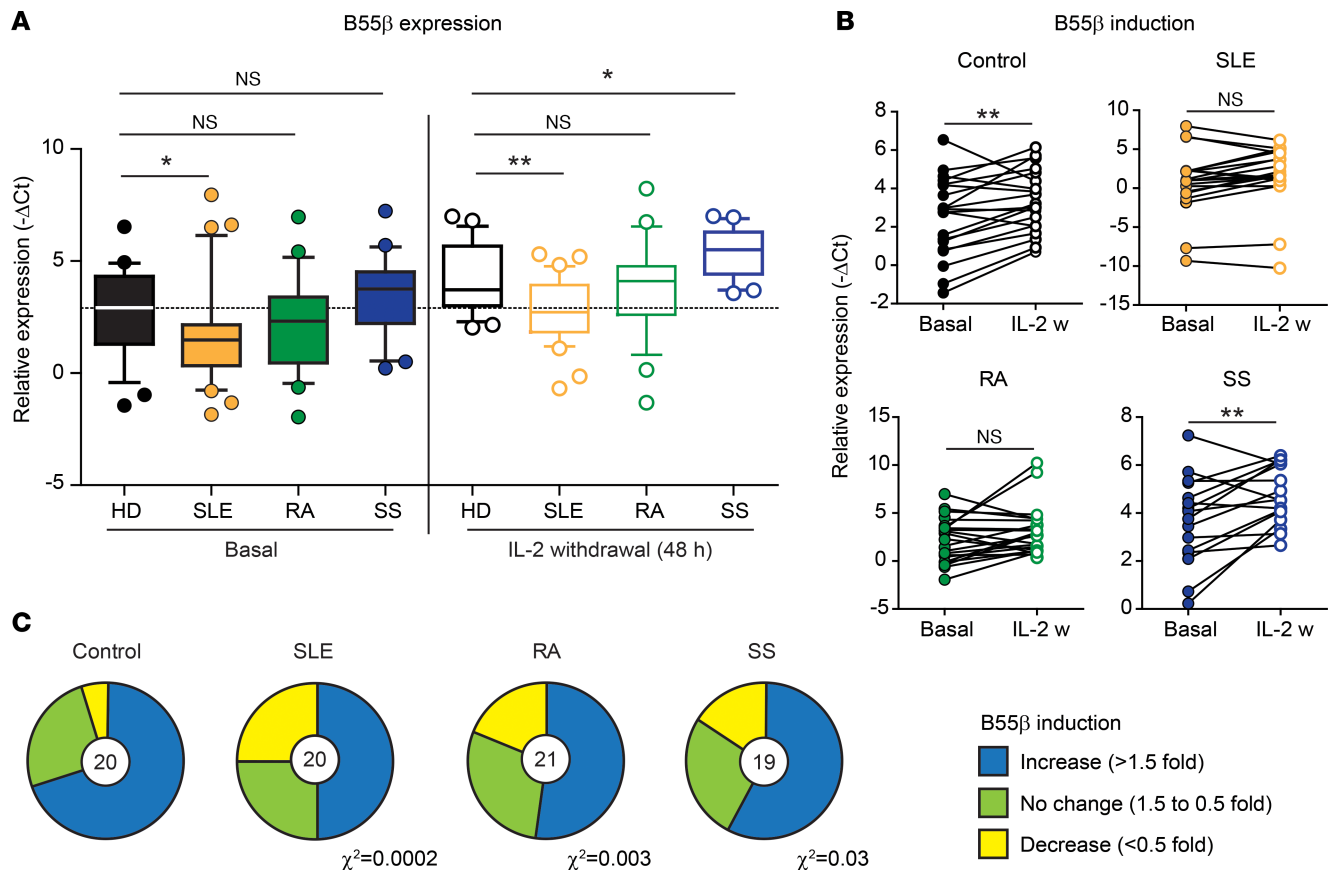 A
B55β expression
NS
*
NS
NS
*
**
Relative expression (-ΔCt)
10
5
0
-5
HD
SLE
RA
SS
HD
SLE
RA
SS
Basal
IL-2 withdrawal (48 h)
B
B55β induction
Relative expression (-ΔCt)
Control
8
6
4
2
0
-2
**
Basal
IL-2 w
SLE
10
5
0
-5
-10
-15
NS
Basal
IL-2 w
RA
15
10
5
0
-5
NS
Basal
IL-2 w
SS
8
6
4
2
0
**
Basal
IL-2 w
C
Control
SLE
RA
SS
20
20
21
19
χ²=0.0002
χ²=0.003
χ²=0.03
B55β induction
Increase (>1.5 fold)
No change (1.5 to 0.5 fold)
Decrease (<0.5 fold)